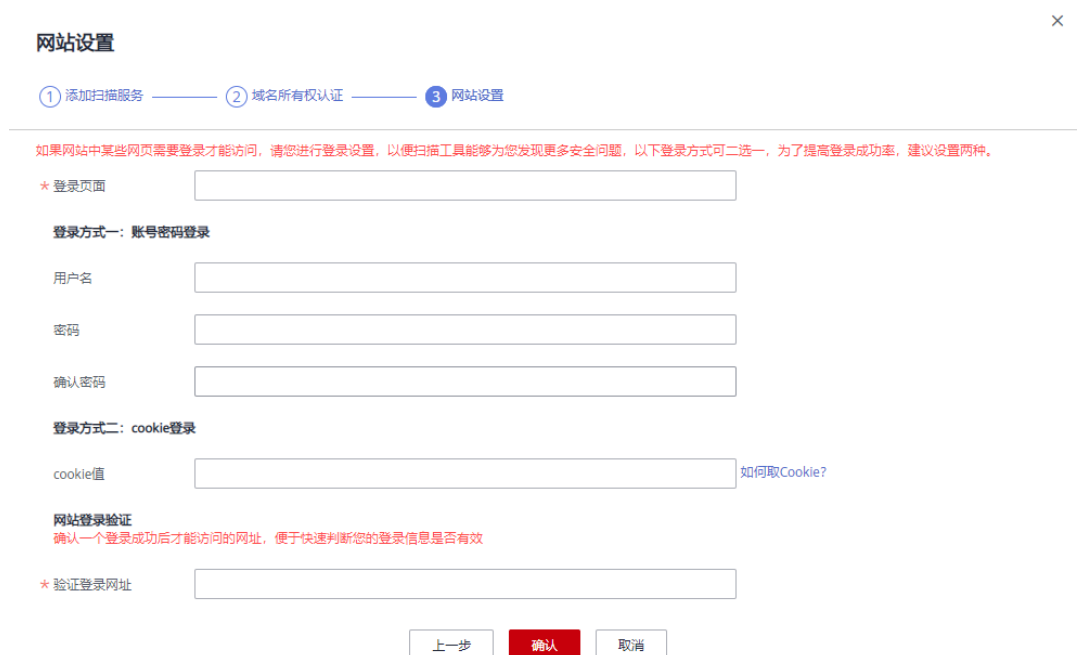 ×
网站设置
1 添加扫描服务 2 域名所有权认证 3 网站设置
如果网站中某些网页需要登录才能访问，请您进行登录设置，以便扫描工具能够为您发现更多安全问题，以下登录方式可二选一，为了提高登录成功率，建议设置两种。
* 登录页面
登录方式一：账号密码登录
用户名
密码
确认密码
登录方式二：cookie登录
cookie值 如何取Cookie?
网站登录验证
确认一个登录成功后才能访问的网址，便于快速判断您的登录信息是否有效
* 验证登录网址
上一步 确认 取消